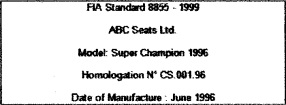 FIA Standard 8855 - 1999
ABC Seats Ltd.
Model: Super Champion 1996
Homologation N° CS.001.96
Date of Manufacture : June 1996